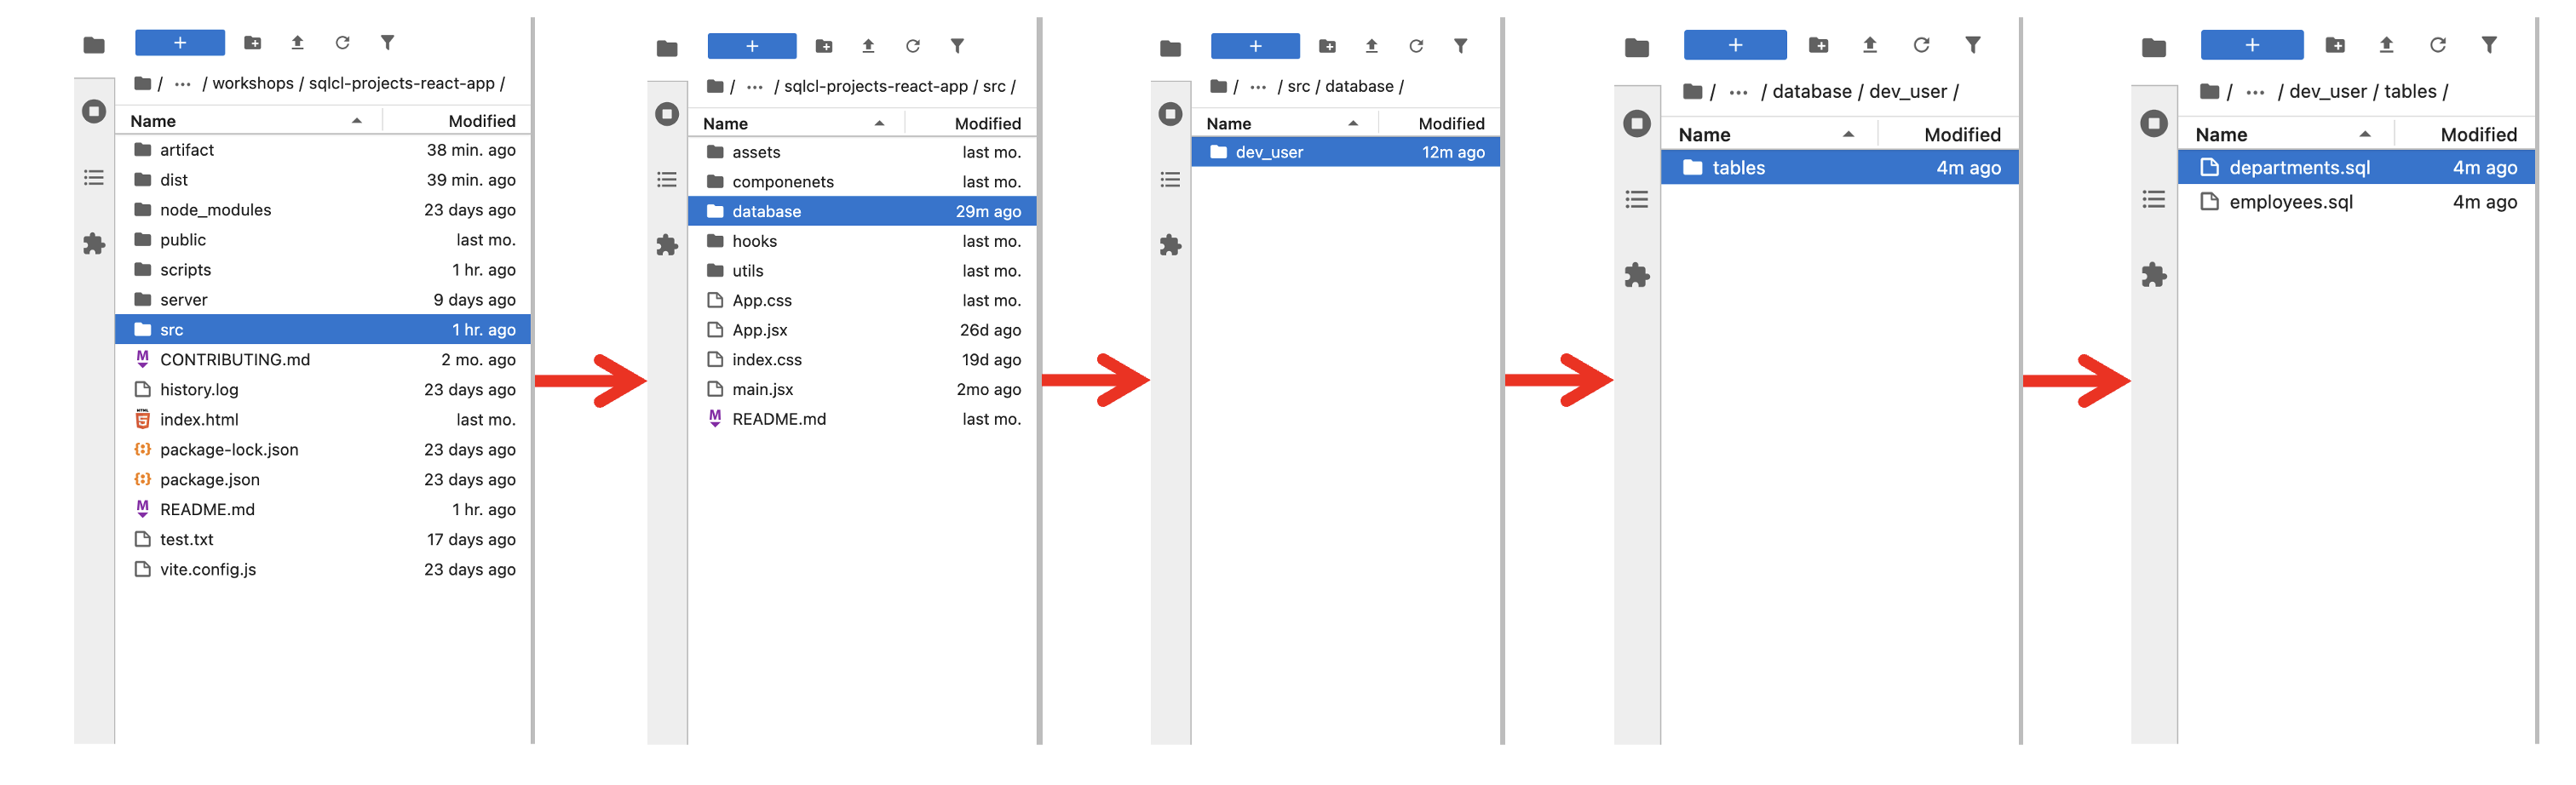 / ... / workshops / sqlcl-projects-react-app /
Name Modified
artifact 38 min. ago
dist 39 min. ago
node_modules 23 days ago
public last mo.
scripts 1 hr. ago
server 9 days ago
src 1 hr. ago
CONTRIBUTING.md 2 mo. ago
history.log 23 days ago
index.html last mo.
package-lock.json 23 days ago
package.json 23 days ago
README.md 1 hr. ago
test.txt 17 days ago
vite.config.js 23 days ago
/ ... / sqlcl-projects-react-app / src /
Name Modified
assets last mo.
componenets last mo.
database 29m ago
hooks last mo.
utils last mo.
App.css last mo.
App.jsx 26d ago
index.css 19d ago
main.jsx 2mo ago
README.md last mo.
/ ... / src / database /
Name Modified
dev_user 12m ago
/ ... / database / dev_user /
Name Modified
tables 4m ago
/ ... / dev_user / tables /
Name Modified
departments.sql 4m ago
employees.sql 4m ago